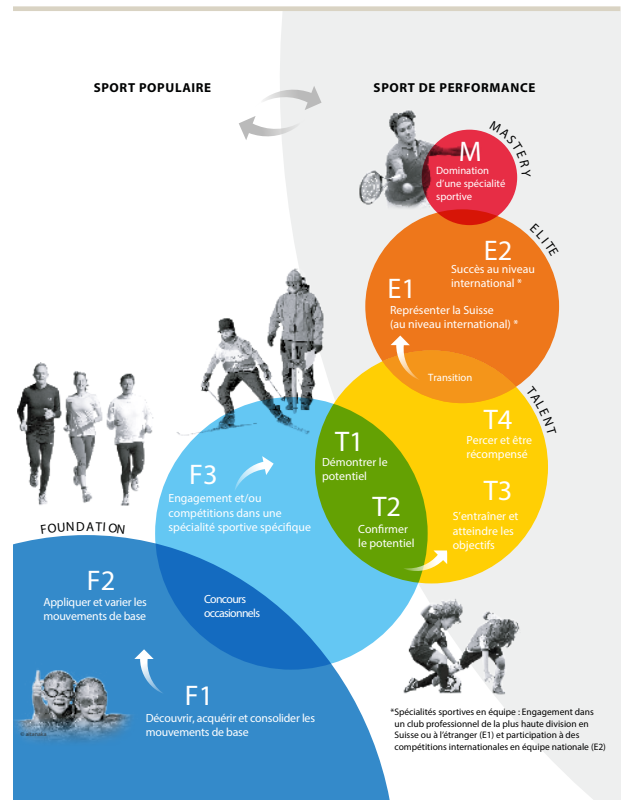 SPORT POPULAIRE
SPORT DE PERFORMANCE
MASTERY
M
Domination
d'une spécialité
sportive
ELITE
E2
Succès au niveau
international *
E1
Représenter la Suisse
(au niveau international) *
Transition
TALENT
T4
Percer et être
récompensé
T1
Démontrer le
potentiel
T3
S'entraîner et
atteindre les
objectifs
T2
Confirmer
le potentiel
F3
Engagement et/ou
compétitions dans une
spécialité sportive spécifique
FOUNDATION
F2
Appliquer et varier les
mouvements de base
Concours
occasionnels
F1
Découvrir, acquérir et consolider les
mouvements de base
*Spécialités sportives en équipe : Engagement dans
un club professionnel de la plus haute division en
Suisse ou à l'étranger (E1) et participation à des
compétitions internationales en équipe nationale (E2)